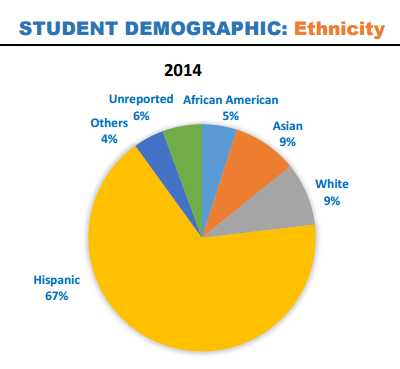 STUDENT DEMOGRAPHIC: Ethnicity
2014
Unreported
6%
African American
5%
Others
4%
Asian
9%
White
9%
Hispanic
67%